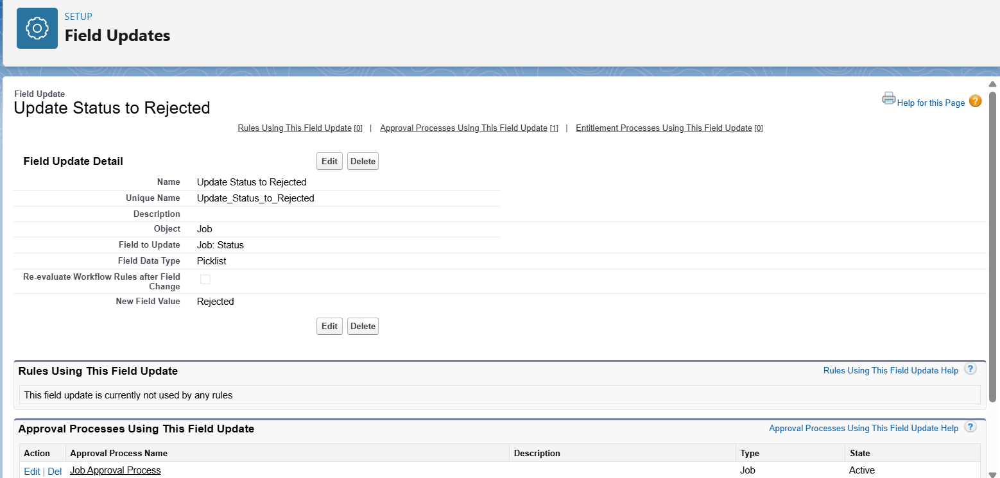 SETUP
Field Updates
Field Update
Update Status to Rejected
Help for this Page ?
Rules Using This Field Update [0] | Approval Processes Using This Field Update [1] | Entitlement Processes Using This Field Update [0]
Field Update Detail Edit Delete
Name Update Status to Rejected
Unique Name Update_Status_to_Rejected
Description
Object Job
Field to Update Job: Status
Field Data Type Picklist
Re-evaluate Workflow Rules after Field
Change
New Field Value Rejected
Edit Delete
Rules Using This Field Update Rules Using This Field Update Help ?
This field update is currently not used by any rules
Approval Processes Using This Field Update Approval Processes Using This Field Update Help ?
Action Approval Process Name Description Type State
Edit | Del Job Approval Process Job Active